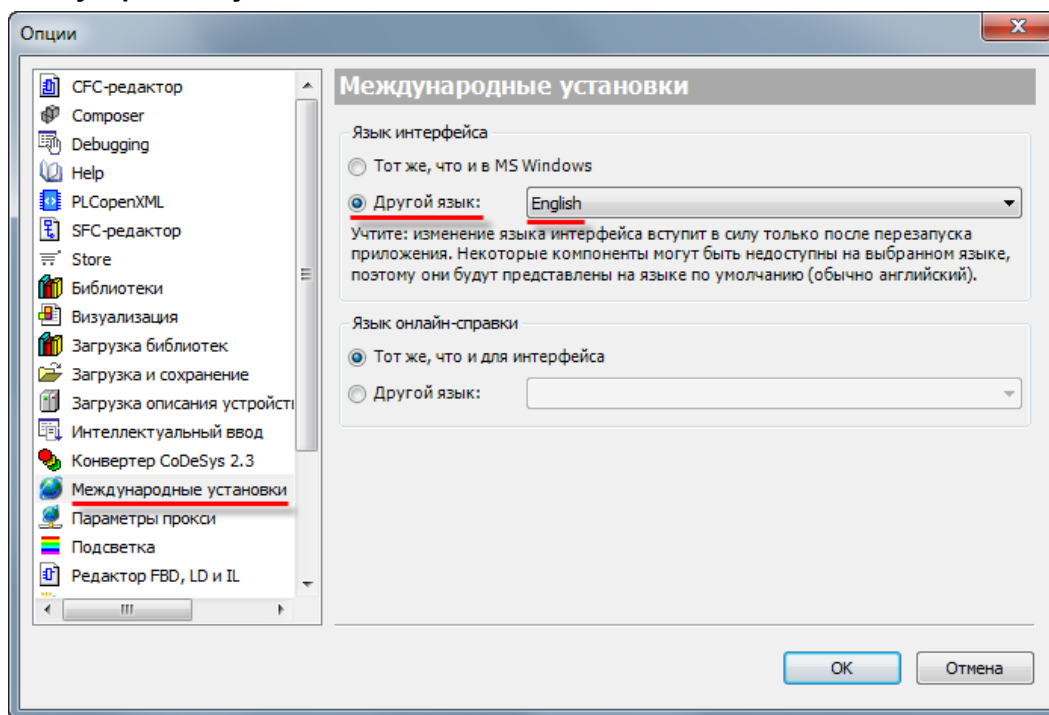 Опции
CFC-редактор
Composer
Debugging
Help
PLCopenXML
SFC-редактор
Store
Библиотеки
Визуализация
Загрузка библиотек
Загрузка и сохранение
Загрузка описания устройсті
Интеллектуальный ввод
Конвертер CoDeSys 2.3
Международные установки
Параметры прокси
Подсветка
Редактор FBD, LD и IL
Международные установки
Язык интерфейса
Тот же, что и в MS Windows
Другой язык:
English
Учтите: изменение языка интерфейса вступит в силу только после перезапуска
приложения. Некоторые компоненты могут быть недоступны на выбранном языке,
поэтому они будут представлены на языке по умолчанию (обычно английский).
Язык онлайн-справки
Тот же, что и для интерфейса
Другой язык:
OK
Отмена